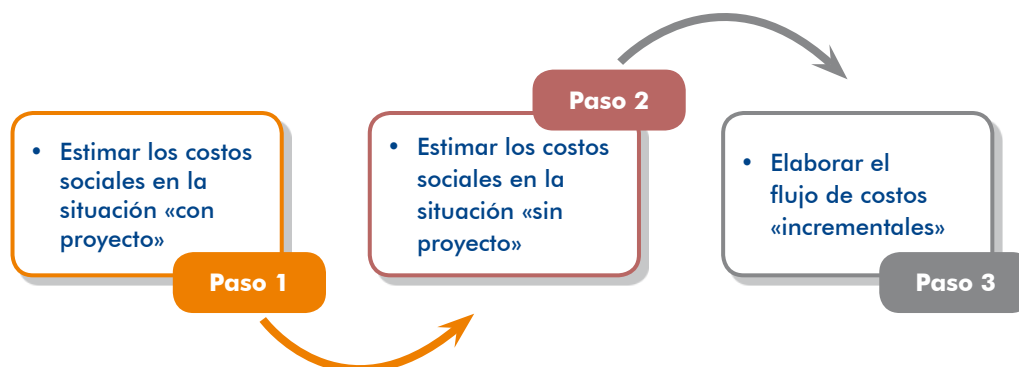 • Estimar los costos
sociales en la
situación «con
proyecto»
Paso 1
Paso 2
• Estimar los costos
sociales en la
situación «sin
proyecto»
• Elaborar el
flujo de costos
«incrementales»
Paso 3